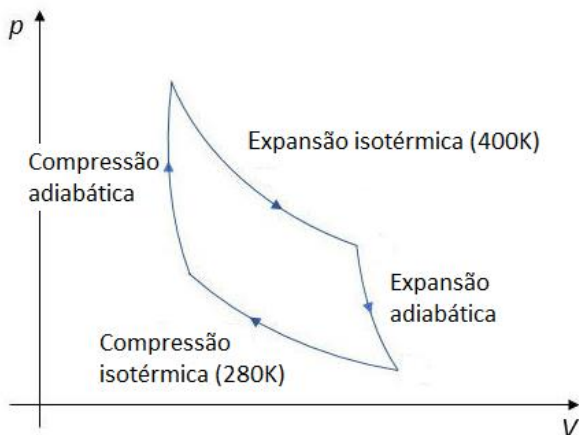 p
Expansão isotérmica (400K)
Compressão
adiabática
Expansão
adiabática
Compressão
isotérmica (280K)
V